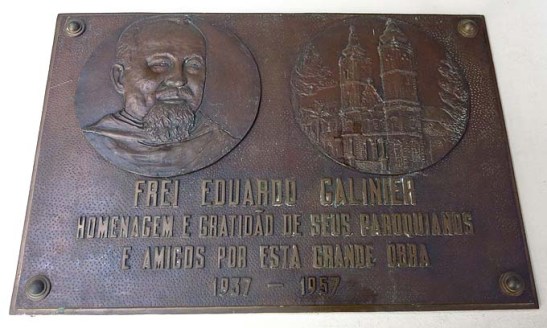 FREI EDUARDO GALINIER
HOMENAGEM E GRATIDÃO DE SEUS PAROQUIANOS
E AMIGOS POR ESTA GRANDE OBRA
1937 - 1957